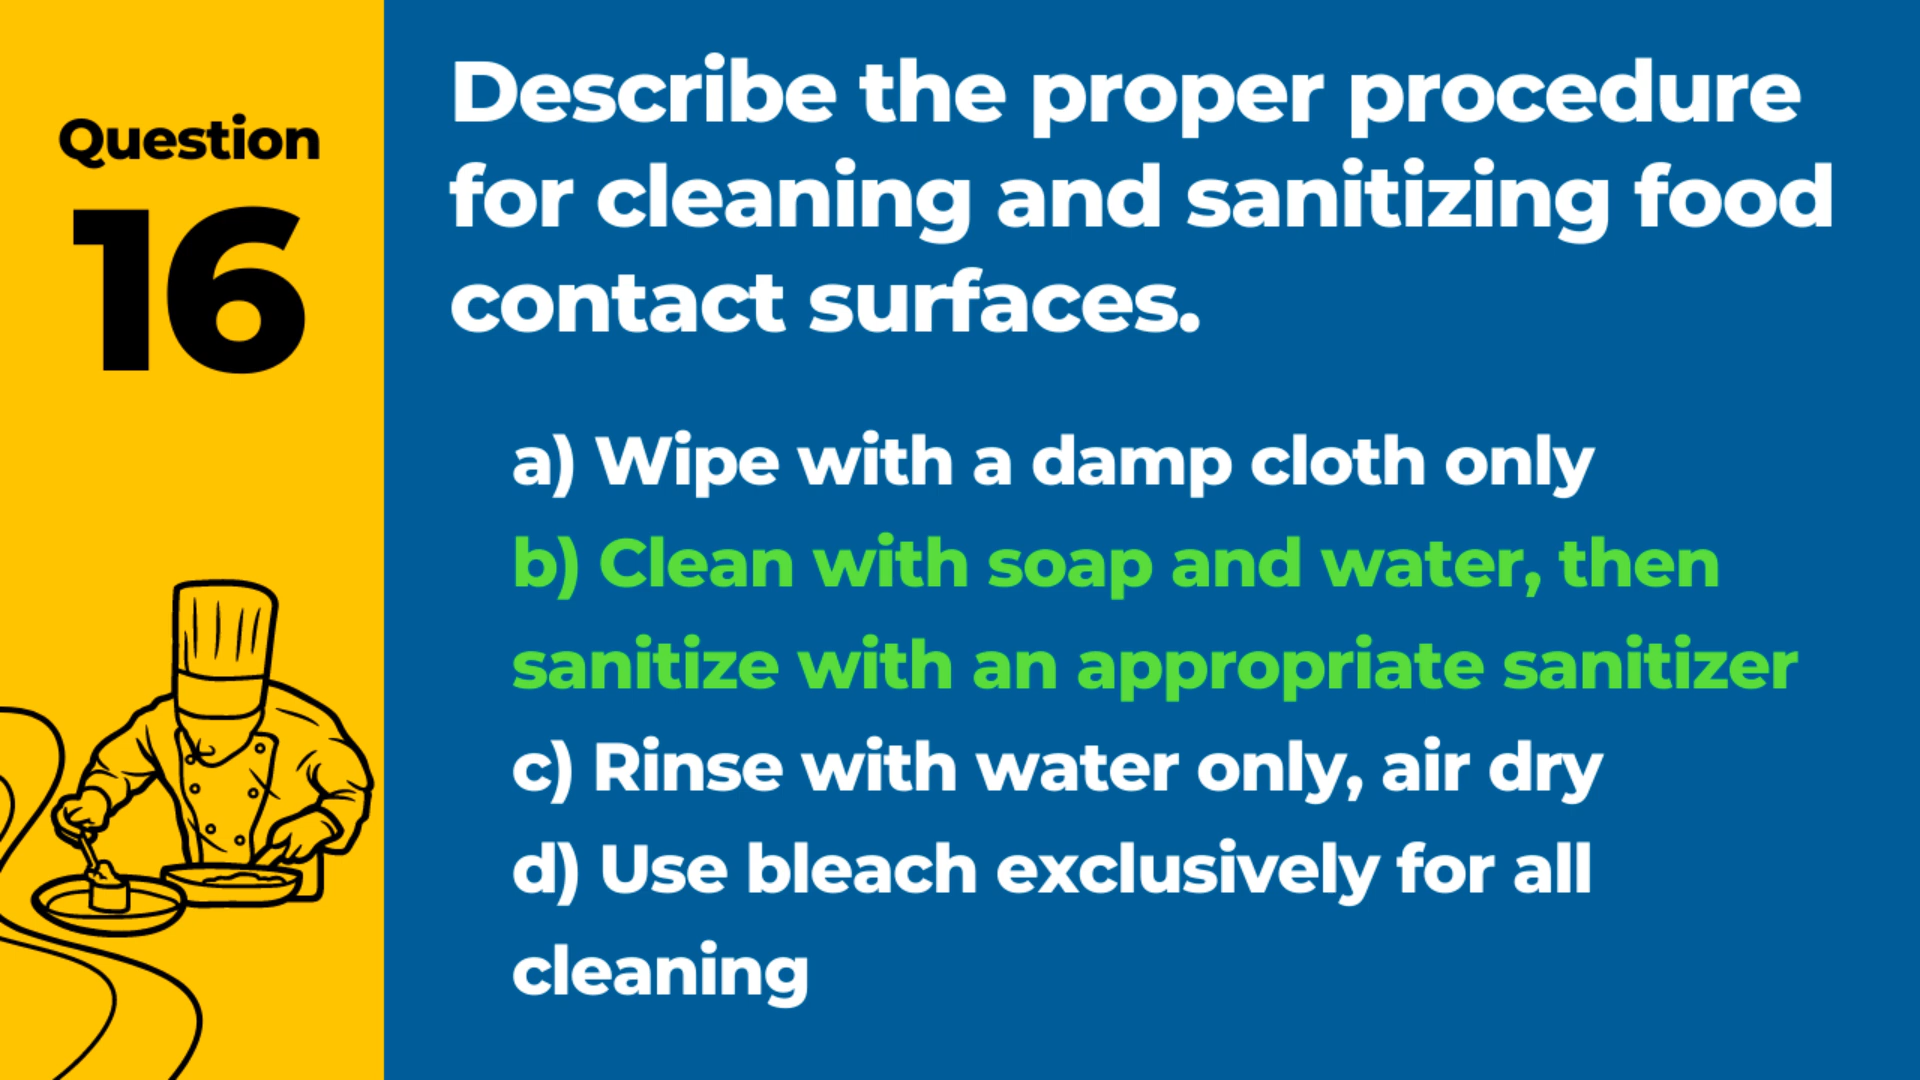 Question
16
Describe the proper procedure
for cleaning and sanitizing food
contact surfaces.
a) Wipe with a damp cloth only
b) Clean with soap and water, then
sanitize with an appropriate sanitizer
c) Rinse with water only, air dry
d) Use bleach exclusively for all
cleaning